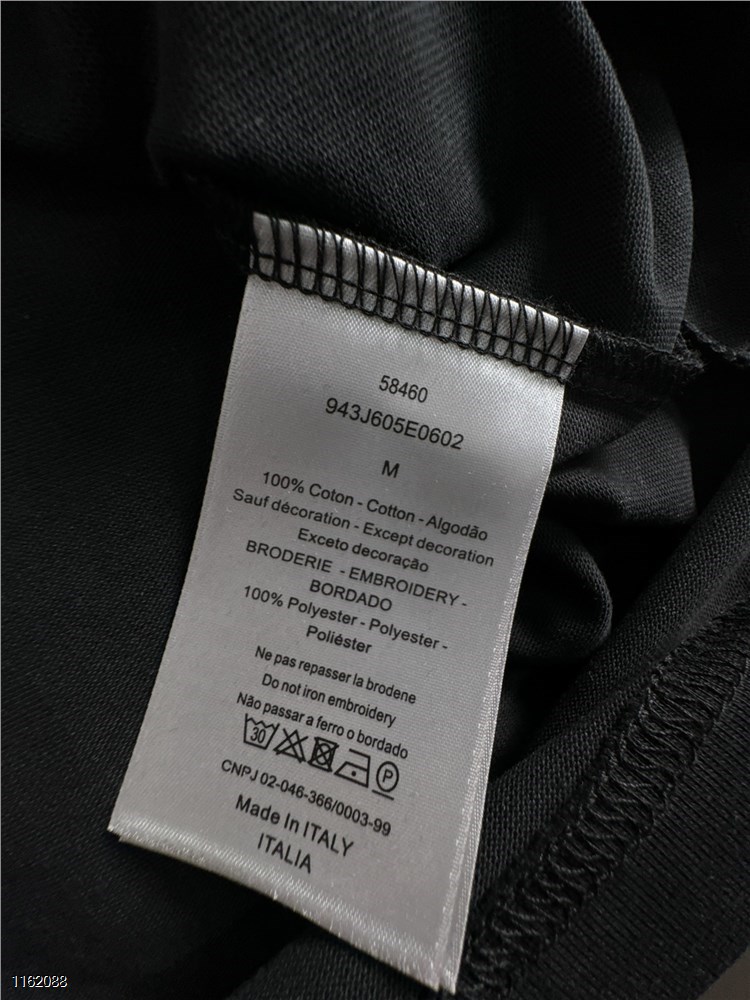 58460
943J605E0602
M
100% Coton - Cotton - Algodão
Sauf décoration - Except decoration
Exceto decoração
BRODERIE - EMBROIDERY -
BORDADO
100% Polyester - Polyester -
Poliéster
Ne pas repasser la brodene
Do not iron embroidery
Não passar a ferro o bordado
30 P
CNPJ 02-046-366/0003-99
Made In ITALY
ITALIA
1162088